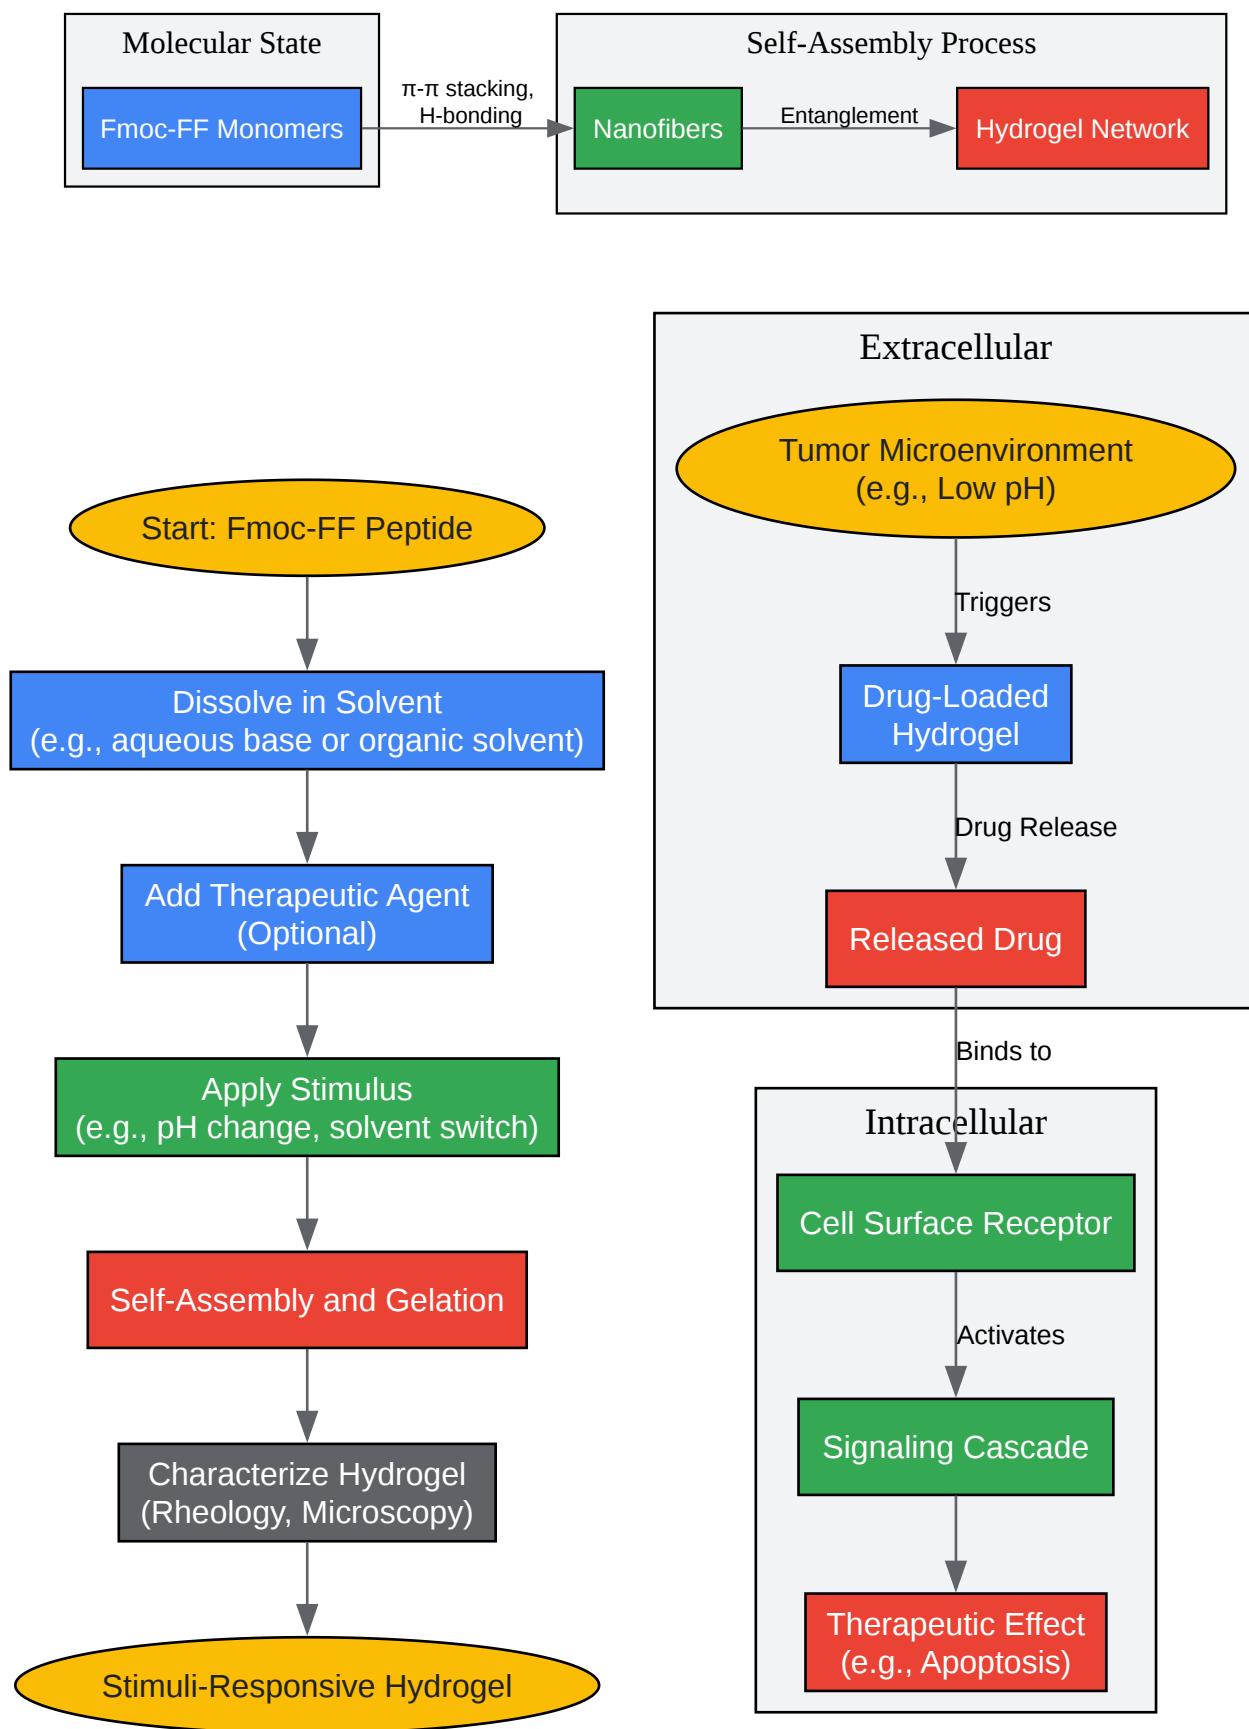 Molecular State
Fmoc-FF Monomers
π-π stacking,
H-bonding
Self-Assembly Process
Nanofibers
Entanglement
Hydrogel Network
Start: Fmoc-FF Peptide
Dissolve in Solvent
(e.g., aqueous base or organic solvent)
Add Therapeutic Agent
(Optional)
Apply Stimulus
(e.g., pH change, solvent switch)
Self-Assembly and Gelation
Characterize Hydrogel
(Rheology, Microscopy)
Stimuli-Responsive Hydrogel
Extracellular
Tumor Microenvironment
(e.g., Low pH)
Triggers
Drug-Loaded
Hydrogel
Drug Release
Released Drug
Binds to
Intracellular
Cell Surface Receptor
Activates
Signaling Cascade
Therapeutic Effect
(e.g., Apoptosis)